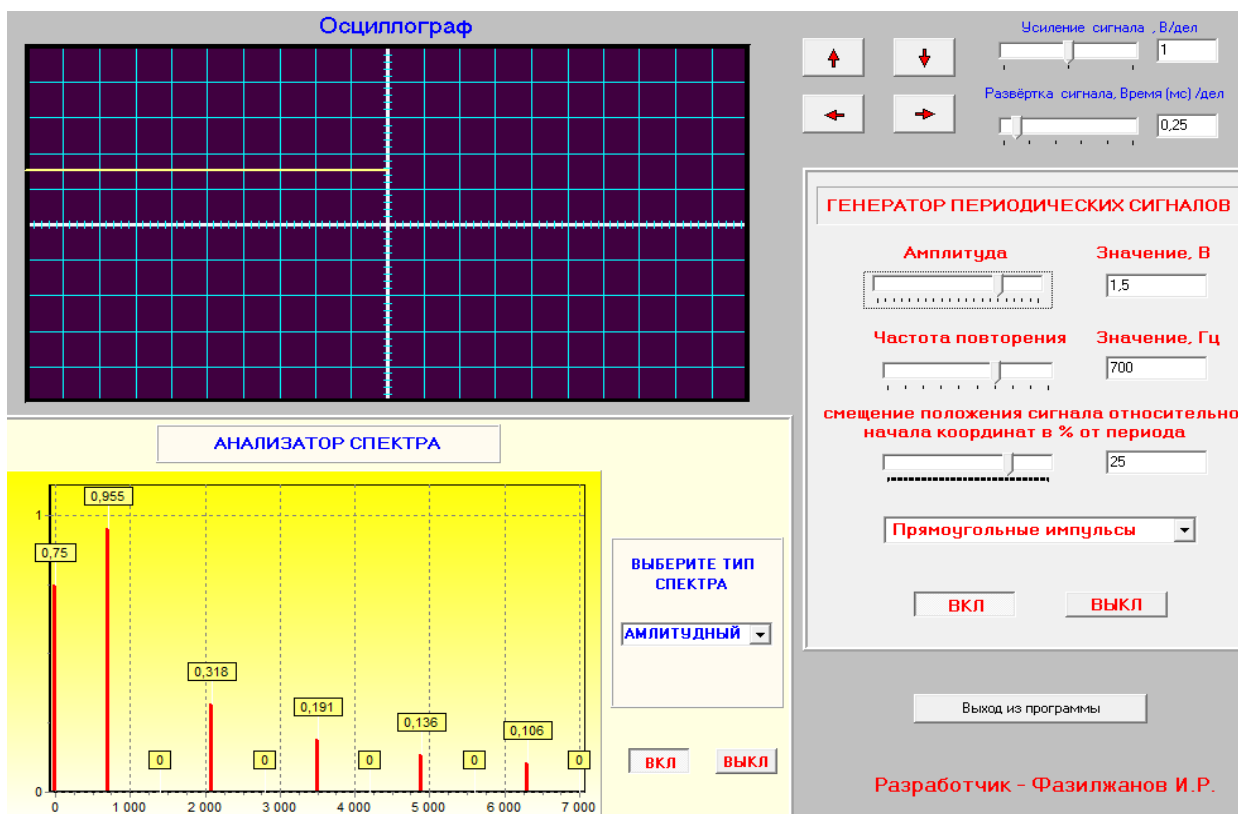 Осциллограф
Усиление сигнала , В/дел
1
Развёртка сигнала, Время (мс) /дел
0,25
ГЕНЕРАТОР ПЕРИОДИЧЕСКИХ СИГНАЛОВ
Амплитуда Значение, В
1,5
Частота повторения Значение, Гц
700
смещение положения сигнала относительно
начала координат в % от периода
25
Прямоугольные импульсы
ВКЛ ВЫКЛ
Выход из программы
Разработчик - Фазилжанов И.Р.
АНАЛИЗАТОР СПЕКТРА
0,955
1
0,75
0,318
0,191
0,136
0,106
0 0 0 0 0
0
0 1 000 2 000 3 000 4 000 5 000 6 000 7 000
ВЫБЕРИТЕ ТИП
СПЕКТРА
АМЛИТУДНЫЙ
ВКЛ ВЫКЛ